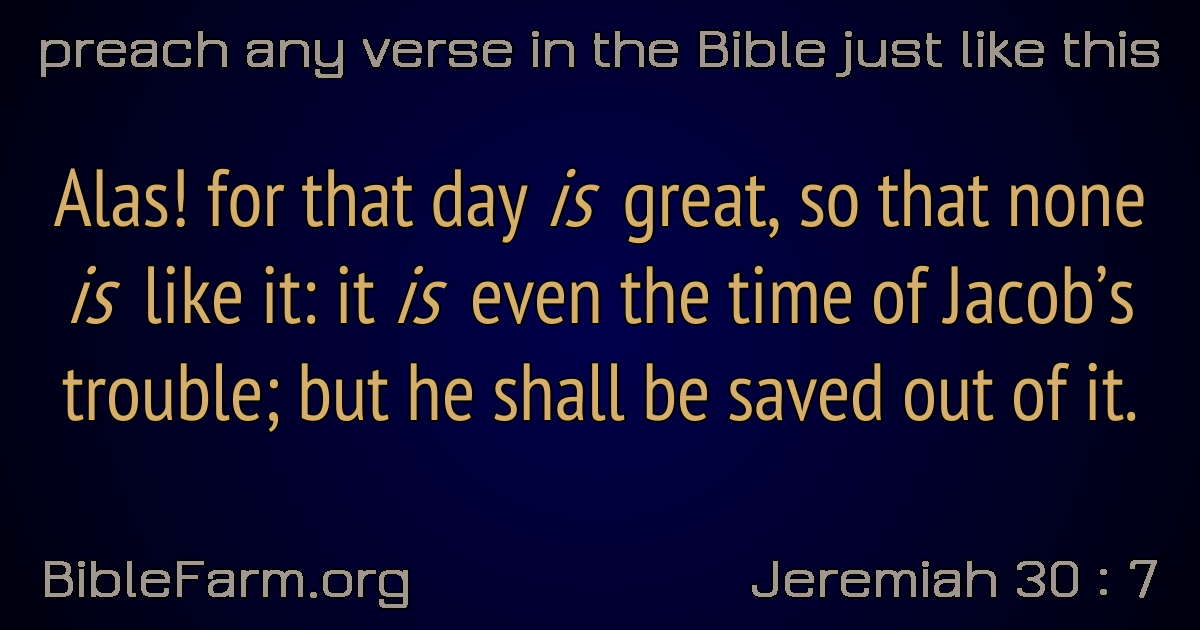 preach any verse in the Bible just like this
Alas! for that day is great, so that none
is like it: it is even the time of Jacob’s
trouble; but he shall be saved out of it.
BibleFarm.org
Jeremiah 30 : 7